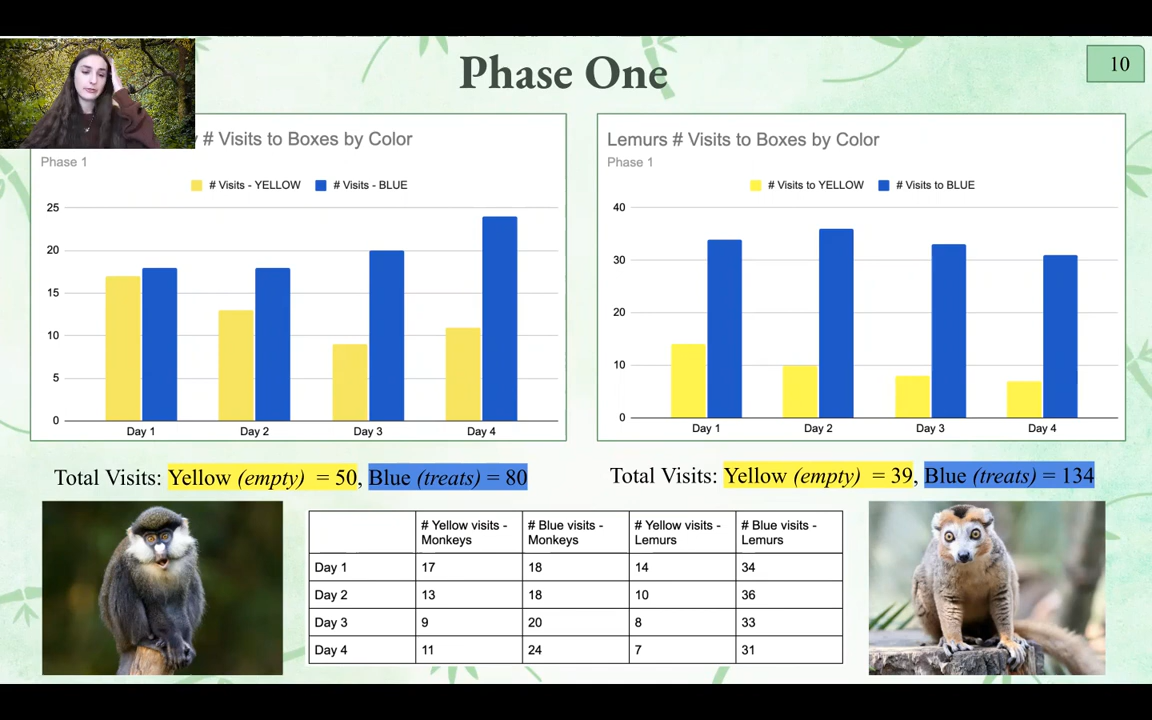 Phase One
10
# Visits to Boxes by Color
Phase 1
# Visits - YELLOW # Visits - BLUE
25
20
15
10
5
0
Day 1 Day 2 Day 3 Day 4
Lemurs # Visits to Boxes by Color
Phase 1
# Visits to YELLOW # Visits to BLUE
40
30
20
10
0
Day 1 Day 2 Day 3 Day 4
Total Visits: Yellow (empty) = 50, Blue (treats) = 80
Total Visits: Yellow (empty) = 39, Blue (treats) = 134
# Yellow visits - Monkeys # Blue visits - Monkeys # Yellow visits - Lemurs # Blue visits - Lemurs
Day 1 17 18 14 34
Day 2 13 18 10 36
Day 3 9 20 8 33
Day 4 11 24 7 31